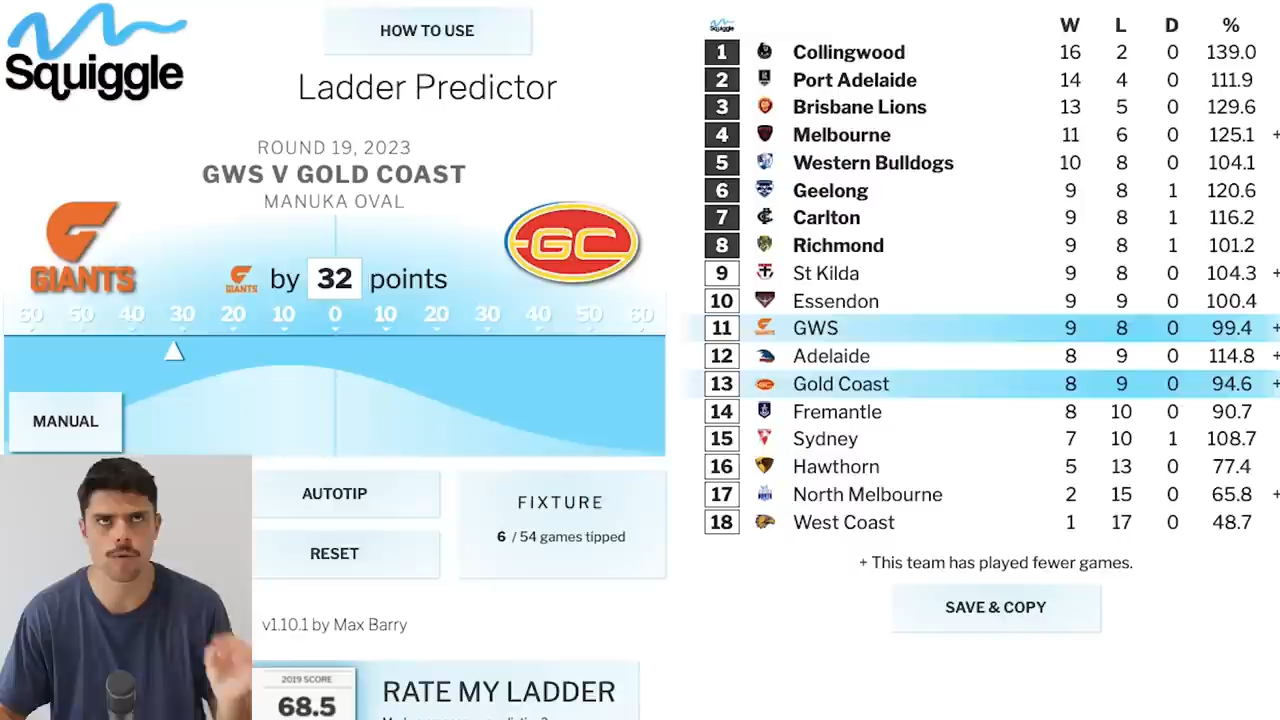 Squiggle
HOW TO USE
Ladder Predictor
ROUND 19, 2023
GWS V GOLD COAST
MANUKA OVAL
GIANTS
GC
GIANTS by 32 points
60 50 40 30 20 10 0 10 20 30 40 50 60
MANUAL
AUTOTIP
RESET
FIXTURE
6 / 54 games tipped
v1.10.1 by Max Barry
2019 SCORE
68.5
RATE MY LADDER
Squiggle W L D %
1 Collingwood 16 2 0 139.0
2 Port Adelaide 14 4 0 111.9
3 Brisbane Lions 13 5 0 129.6
4 Melbourne 11 6 0 125.1 +
5 Western Bulldogs 10 8 0 104.1
6 Geelong 9 8 1 120.6
7 Carlton 9 8 1 116.2
8 Richmond 9 8 1 101.2
9 St Kilda 9 8 0 104.3 +
10 Essendon 9 9 0 100.4
11 GWS 9 8 0 99.4 +
12 Adelaide 8 9 0 114.8 +
13 Gold Coast 8 9 0 94.6 +
14 Fremantle 8 10 0 90.7
15 Sydney 7 10 1 108.7
16 Hawthorn 5 13 0 77.4
17 North Melbourne 2 15 0 65.8 +
18 West Coast 1 17 0 48.7
+ This team has played fewer games.
SAVE & COPY